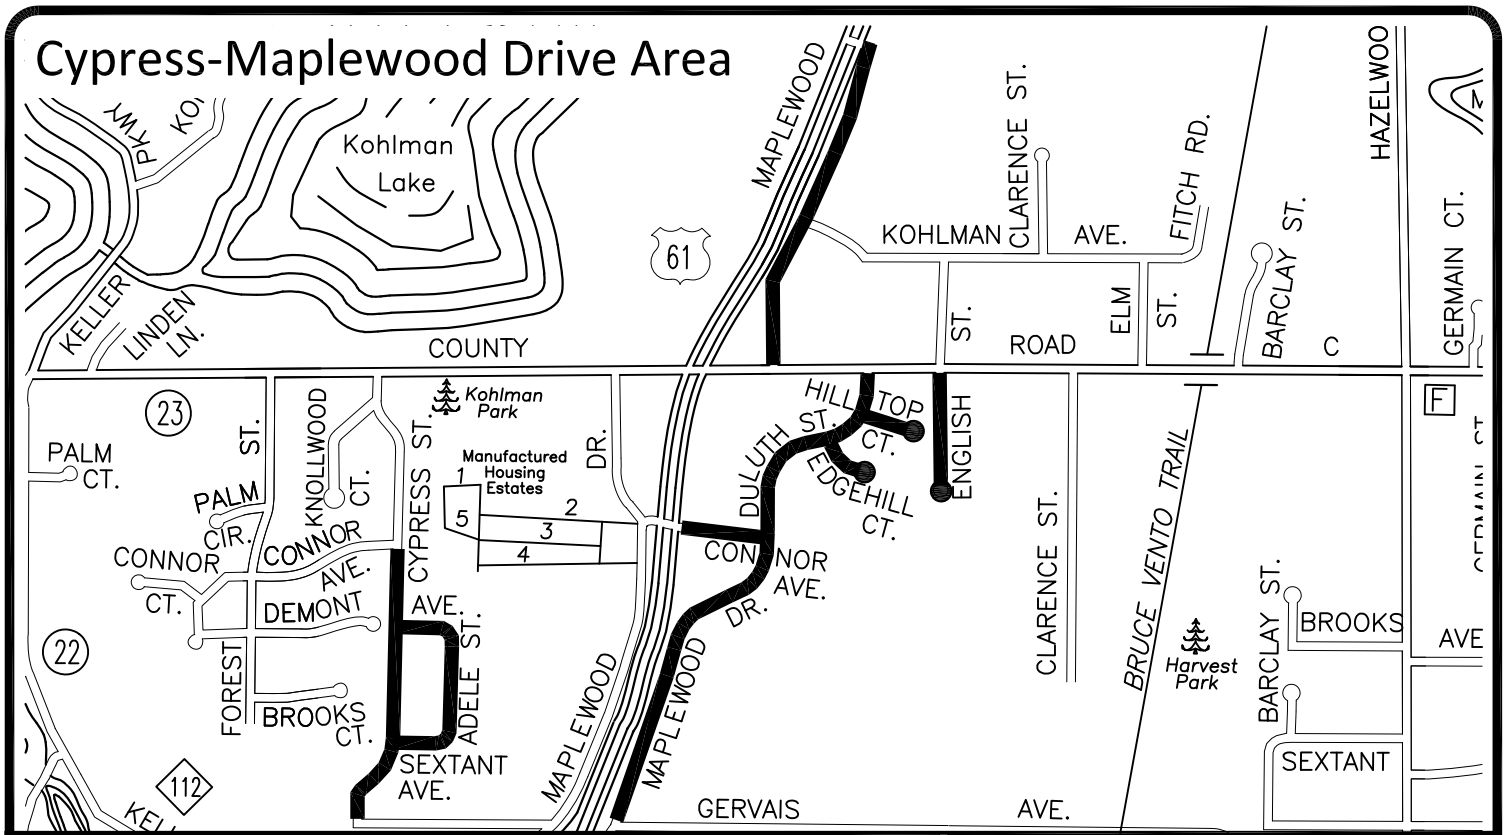 Cypress-Maplewood Drive Area
PKWY
Kohlman
Lake
MAPLEWOOD
CLARENCE ST.
FITCH RD.
HAZELWOO
61
KOHLMAN AVE.
BARCLAY ST.
GERMAIN CT.
KELLER
LINDEN
LN.
ST.
ELM ST.
COUNTY ROAD C
23
ST.
KNOLLWOOD CT.
CYPRESS ST.
Kohlman
Park
DR.
HILL TOP
CT.
ENGLISH
F
PALM
CT.
Manufactured
Housing
Estates
1
2
3
4
5
DULUTH ST.
EDGEHILL
CT.
PALM
CIR.
CONNOR
CT.
CONNOR
AVE.
CONNOR
AVE.
CLARENCE ST.
BRUCE VENTO TRAIL
DEMONT AVE.
ADELE ST.
DR.
BARCLAY ST.
BROOKS AVE
22
FOREST
BROOKS
CT.
MAPLEWOOD
MAPLEWOOD
Harvest
Park
BARCLAY
SEXTANT
AVE.
SEXTANT
112
GERVAIS AVE.